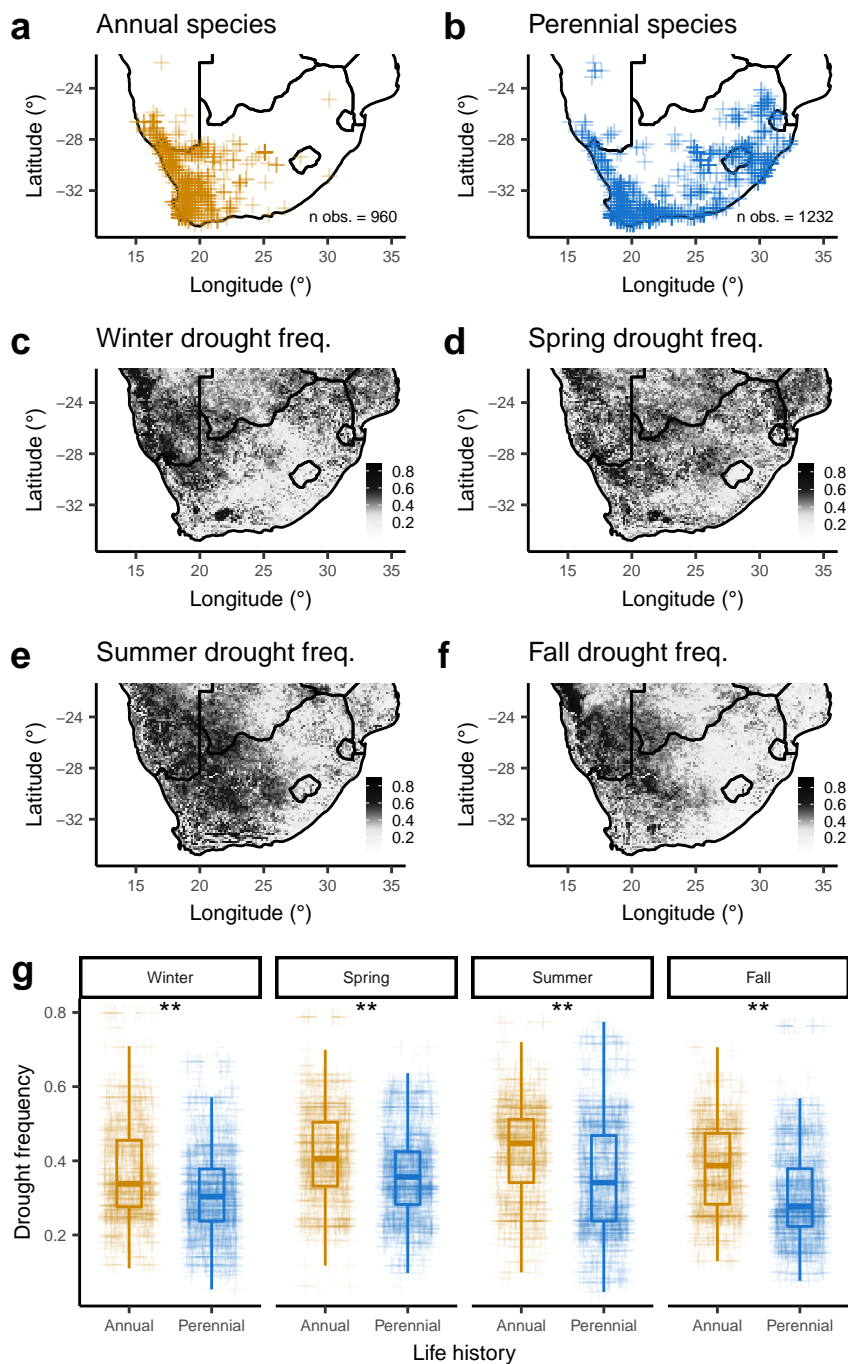 a Annual species
−24
−28
−32
Latitude (°)
n obs. = 960
15 20 25 30 35
Longitude (°)
b Perennial species
−24
−28
−32
Latitude (°)
n obs. = 1232
15 20 25 30 35
Longitude (°)
c Winter drought freq.
−24
−28
−32
Latitude (°)
0.8
0.6
0.4
0.2
15 20 25 30 35
Longitude (°)
d Spring drought freq.
−24
−28
−32
Latitude (°)
0.8
0.6
0.4
0.2
15 20 25 30 35
Longitude (°)
e Summer drought freq.
−24
−28
−32
Latitude (°)
0.8
0.6
0.4
0.2
15 20 25 30 35
Longitude (°)
f Fall drought freq.
−24
−28
−32
Latitude (°)
0.8
0.6
0.4
0.2
15 20 25 30 35
Longitude (°)
g
Winter Spring Summer Fall
** ** ** **
0.8
0.6
0.4
0.2
Drought frequency
Annual Perennial Annual Perennial Annual Perennial Annual Perennial
Life history